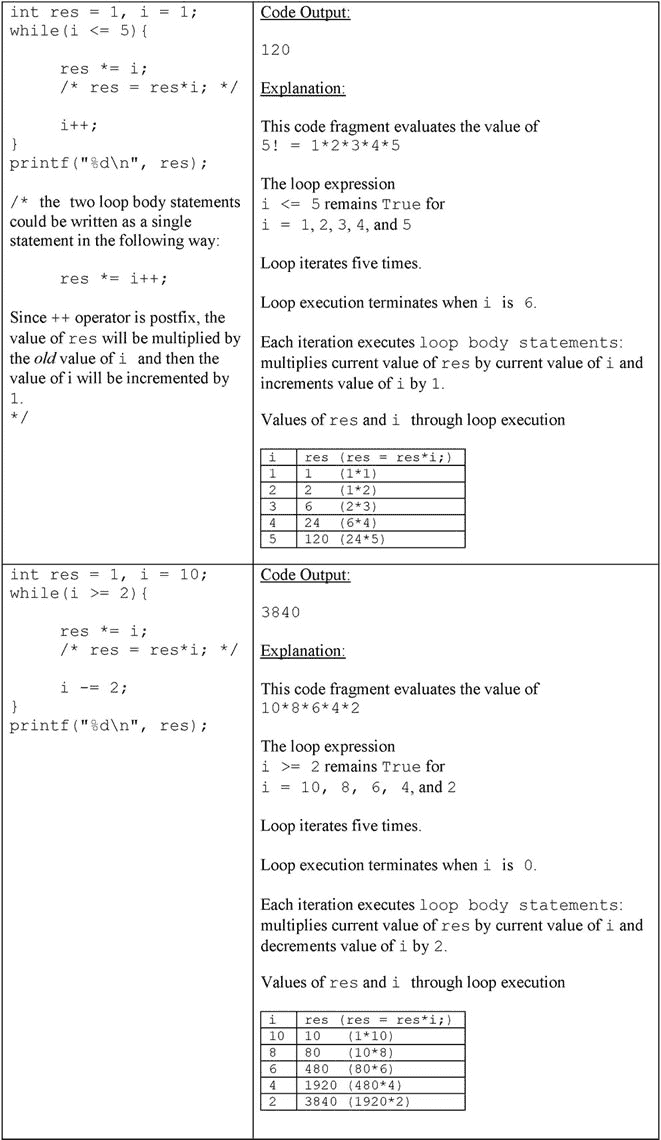 int res = 1, i = 1;
while(i <= 5){
res *= i;
/* res = res*i; */
i++;
}
printf("%d\n", res);
/* the two loop body statements
could be written as a single
statement in the following way:
res *= i++;
Since ++ operator is postfix, the
value of res will be multiplied by
the old value of i and then the
value of i will be incremented by
1.
*/
Code Output:
120
Explanation:
This code fragment evaluates the value of
5! = 1*2*3*4*5
The loop expression
i <= 5 remains True for
i = 1, 2, 3, 4, and 5
Loop iterates five times.
Loop execution terminates when i is 6.
Each iteration executes loop body statements:
multiplies current value of res by current value of i and
increments value of i by 1.
Values of res and i through loop execution
i res (res = res*i;)
1 1 (1*1)
2 2 (1*2)
3 6 (2*3)
4 24 (6*4)
5 120 (24*5)
int res = 1, i = 10;
while(i >= 2){
res *= i;
/* res = res*i; */
i -= 2;
}
printf("%d\n", res);
Code Output:
3840
Explanation:
This code fragment evaluates the value of
10*8*6*4*2
The loop expression
i >= 2 remains True for
i = 10, 8, 6, 4, and 2
Loop iterates five times.
Loop execution terminates when i is 0.
Each iteration executes loop body statements:
multiplies current value of res by current value of i and
decrements value of i by 2.
Values of res and i through loop execution
i res (res = res*i;)
10 10 (1*10)
8 80 (10*8)
6 480 (80*6)
4 1920 (480*4)
2 3840 (1920*2)